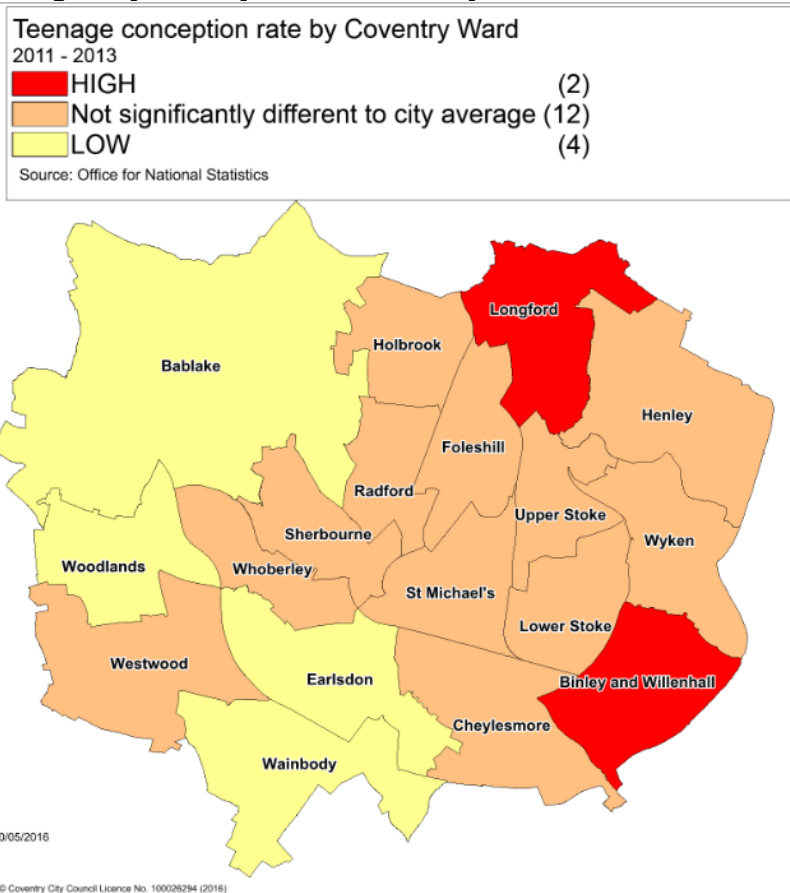 Teenage conception rate by Coventry Ward
2011 - 2013
HIGH (2)
Not significantly different to city average (12)
LOW (4)
Source: Office for National Statistics
Longford
Holbrook
Bablake
Henley
Foleshill
Radford
Upper Stoke
Sherbourne
Wyken
Woodlands
Whoberley
St Michael's
Lower Stoke
Westwood
Earlsdon
Binley and Willenhall
Cheylesmore
Wainbody
0/05/2016
© Coventry City Council Licence No. 100026294 (2016)